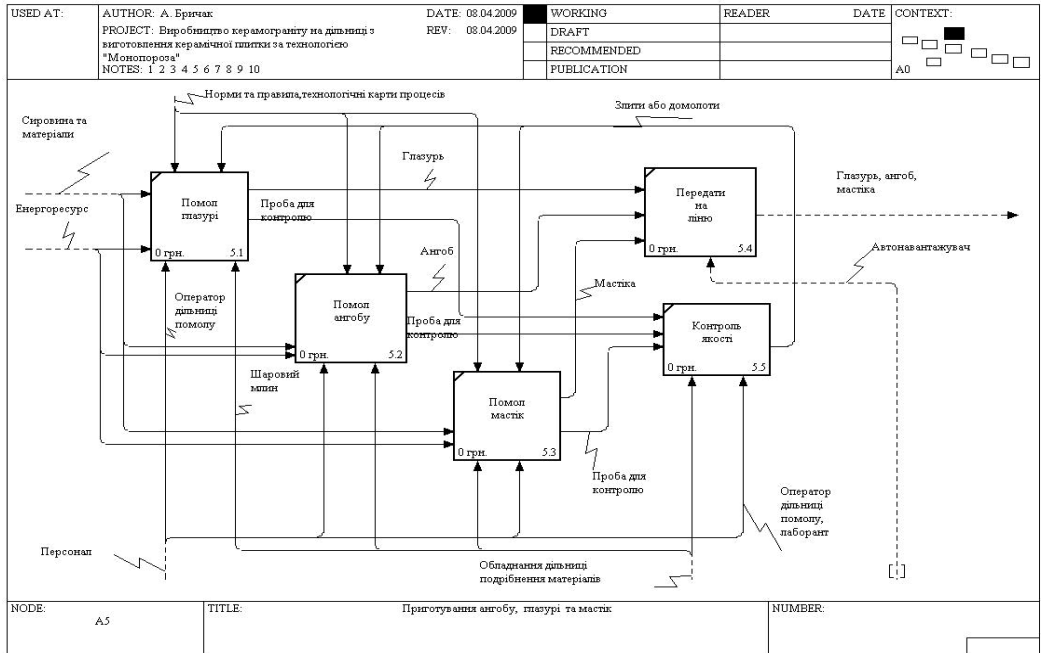 USED AT:
AUTHOR: А. Бричак
DATE: 08.04.2009
PROJECT: Виробництво керамограніту на дільниці з
виготовлення керамічної плитки за технологією
"Монопороза"
REV: 08.04.2009
NOTES: 1 2 3 4 5 6 7 8 9 10
WORKING
DRAFT
RECOMMENDED
PUBLICATION
READER
DATE
CONTEXT:
A0
Норми та правила,технологічні карти процесів
Злити або домолоти
Сировина та
матеріали
Енергоресурс
Помол
глазурі
0 грн.
5.1
Глазурь
Проба для
контролю
Передати
на
ліню
0 грн.
5.4
Глазурь, ангоб,
мастіка
Автонавантажувач
Ангоб
Помол
ангобу
0 грн.
5.2
Оператор
дільниці
помолу
Проба для
контролю
Мастіка
Контроль
якості
0 грн.
5.5
Шаровий
млин
Помол
мастік
0 грн.
5.3
Проба для
контролю
Оператор
дільниці
помолу,
лаборант
Персонал
Обладнання дільниці
подрібнення матеріалів
NODE:
A5
TITLE:
Приготування ангобу, глазурі та мастік
NUMBER: